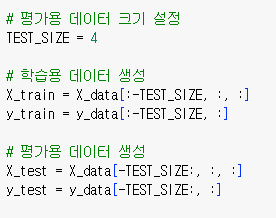 # 평가용 데이터 크기 설정
TEST_SIZE = 4
# 학습용 데이터 생성
X_train = X_data[:-TEST_SIZE, :, :]
y_train = y_data[:-TEST_SIZE, :]
# 평가용 데이터 생성
X_test = X_data[-TEST_SIZE:, :, :]
y_test = y_data[-TEST_SIZE:, :]